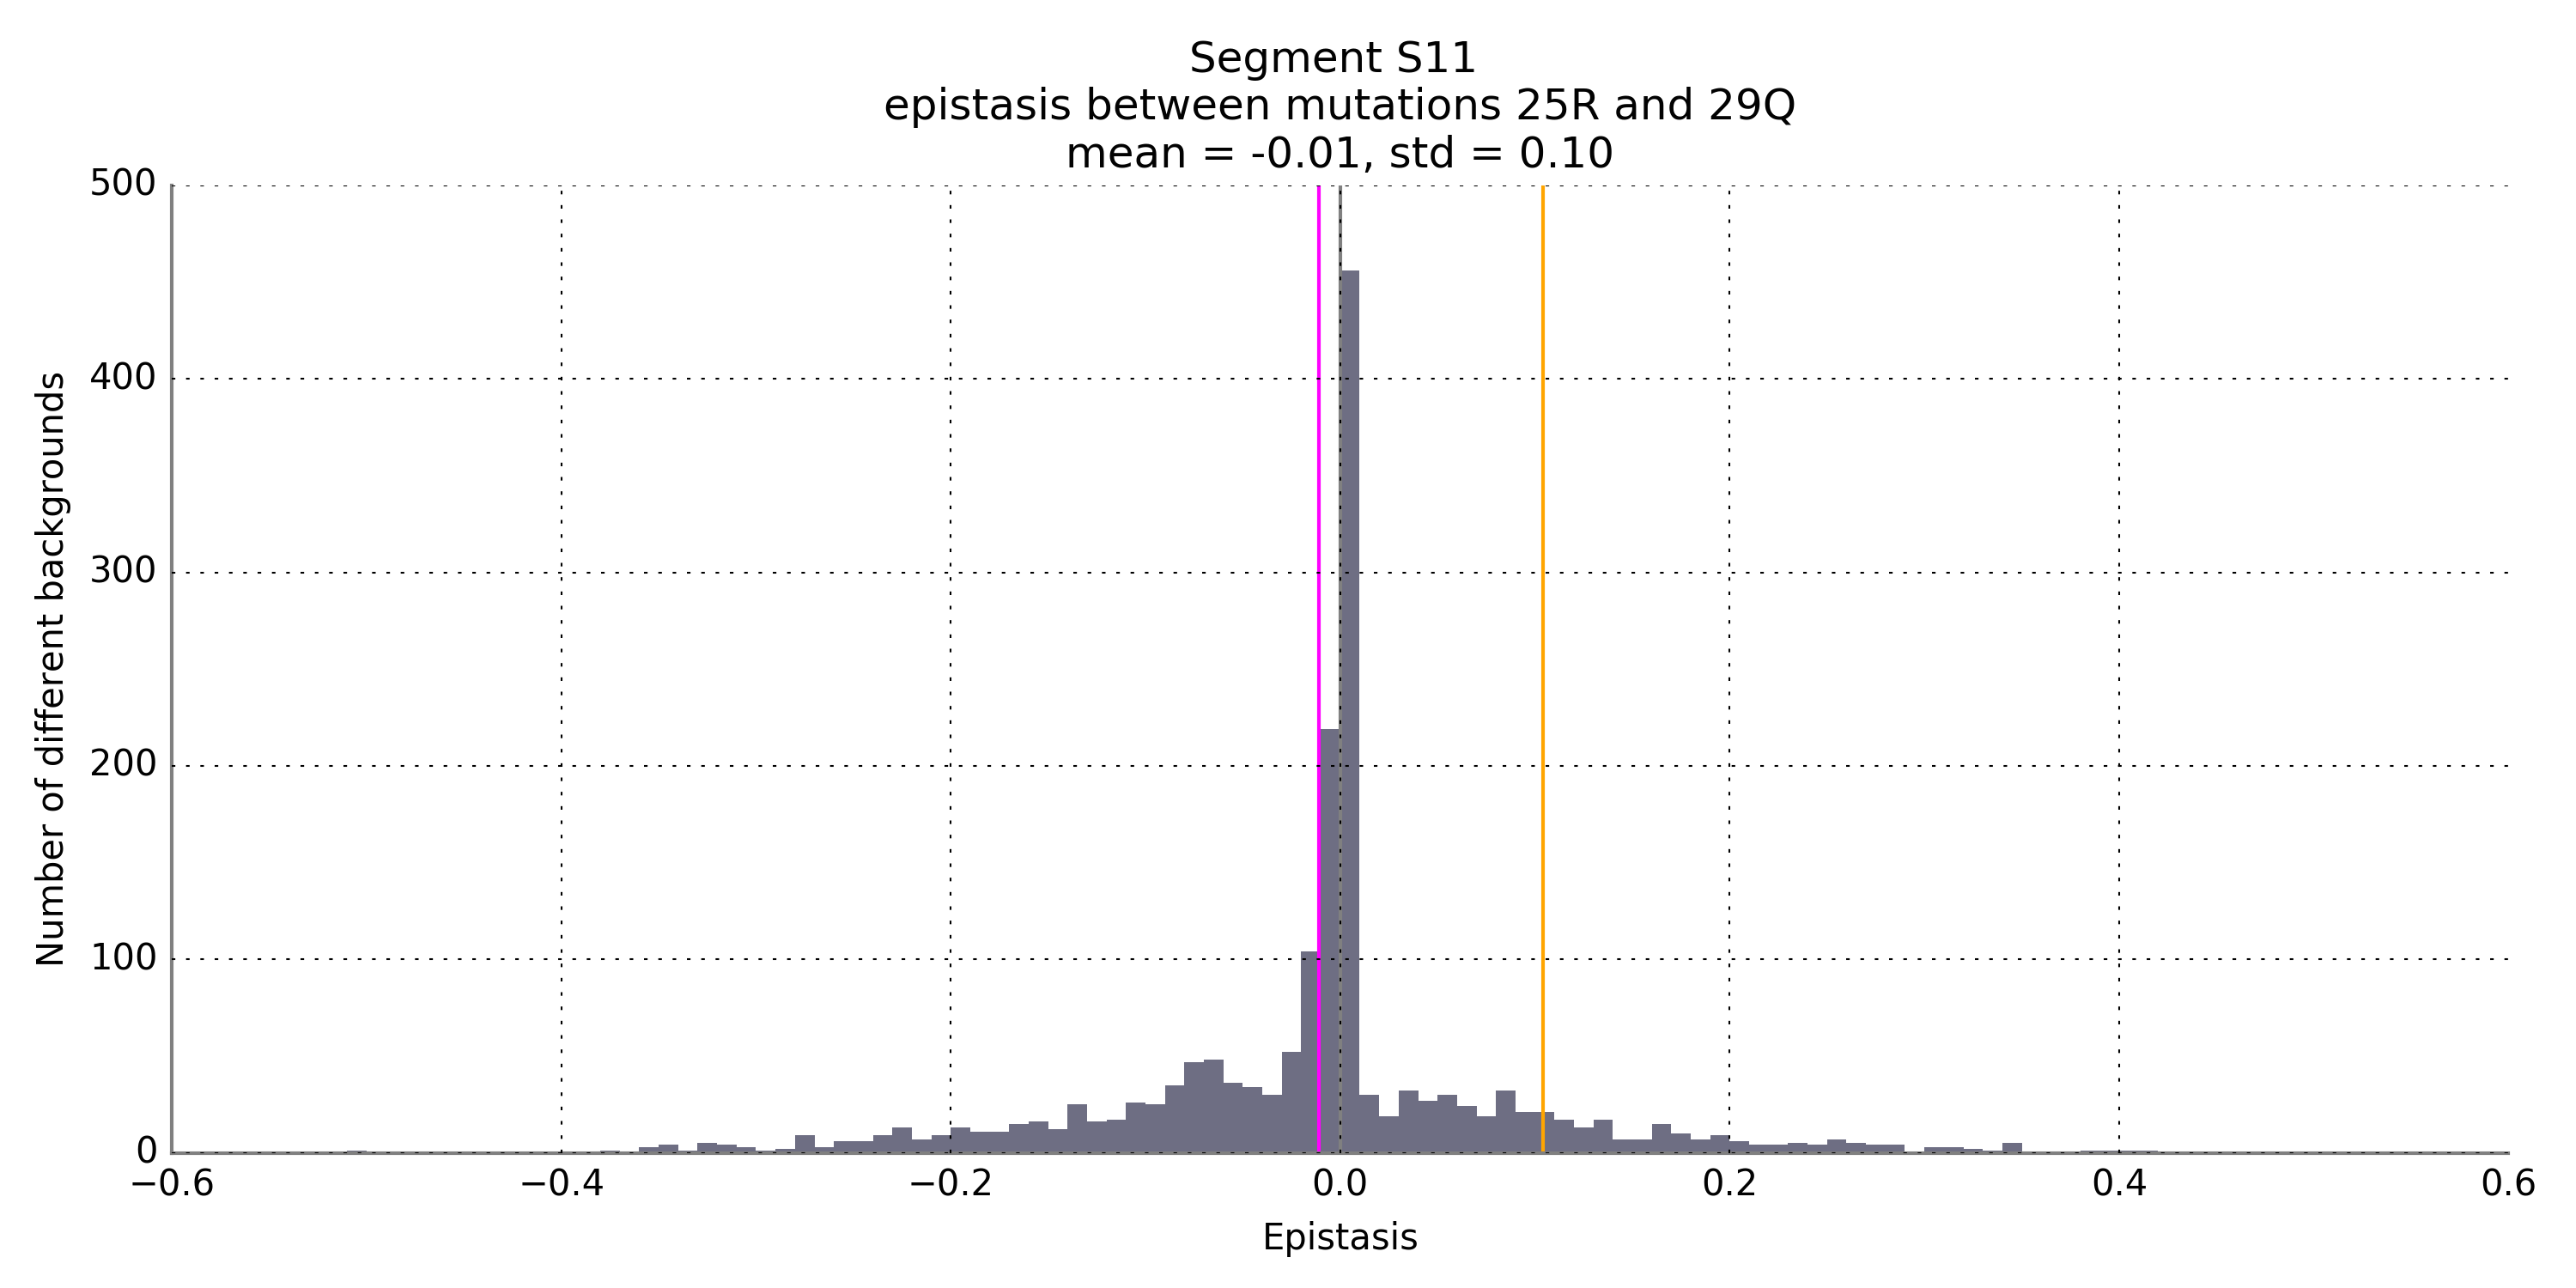 Segment S11
epistasis between mutations 25R and 29Q
mean = -0.01, std = 0.10
500
400
300
200
100
0
Number of different backgrounds
−0.6 −0.4 −0.2 0.0 0.2 0.4 0.6
Epistasis